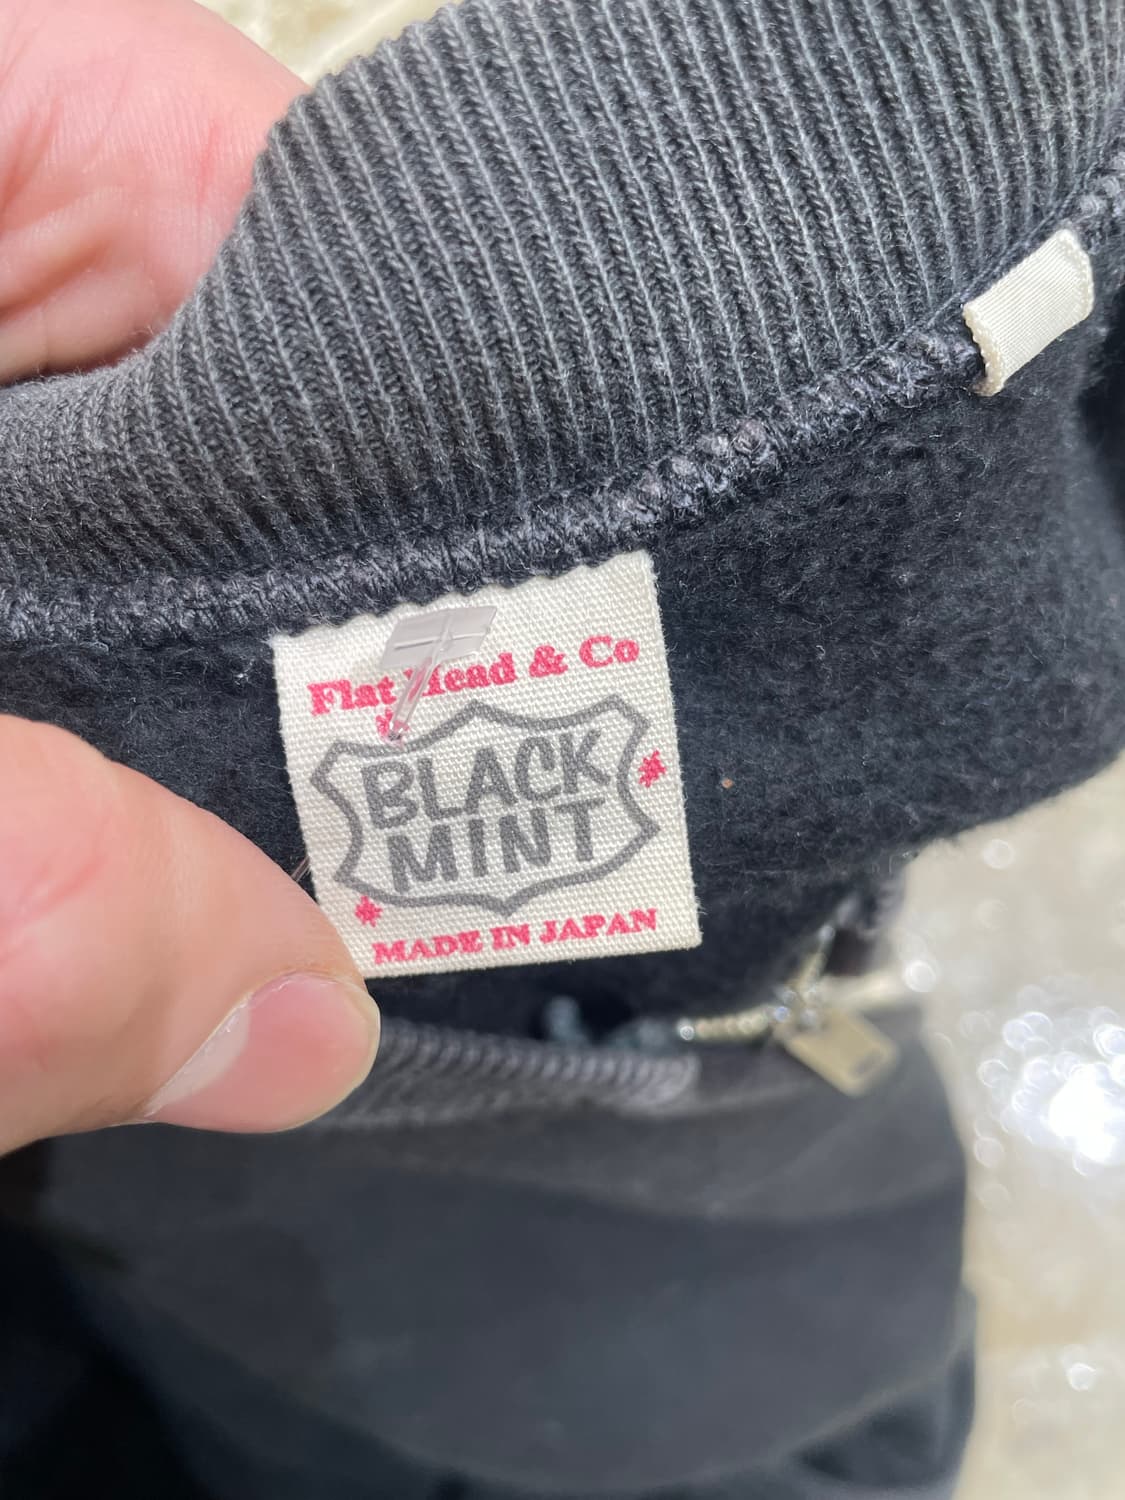 Flat Head & Co
BLACK
MINT
MADE IN JAPAN